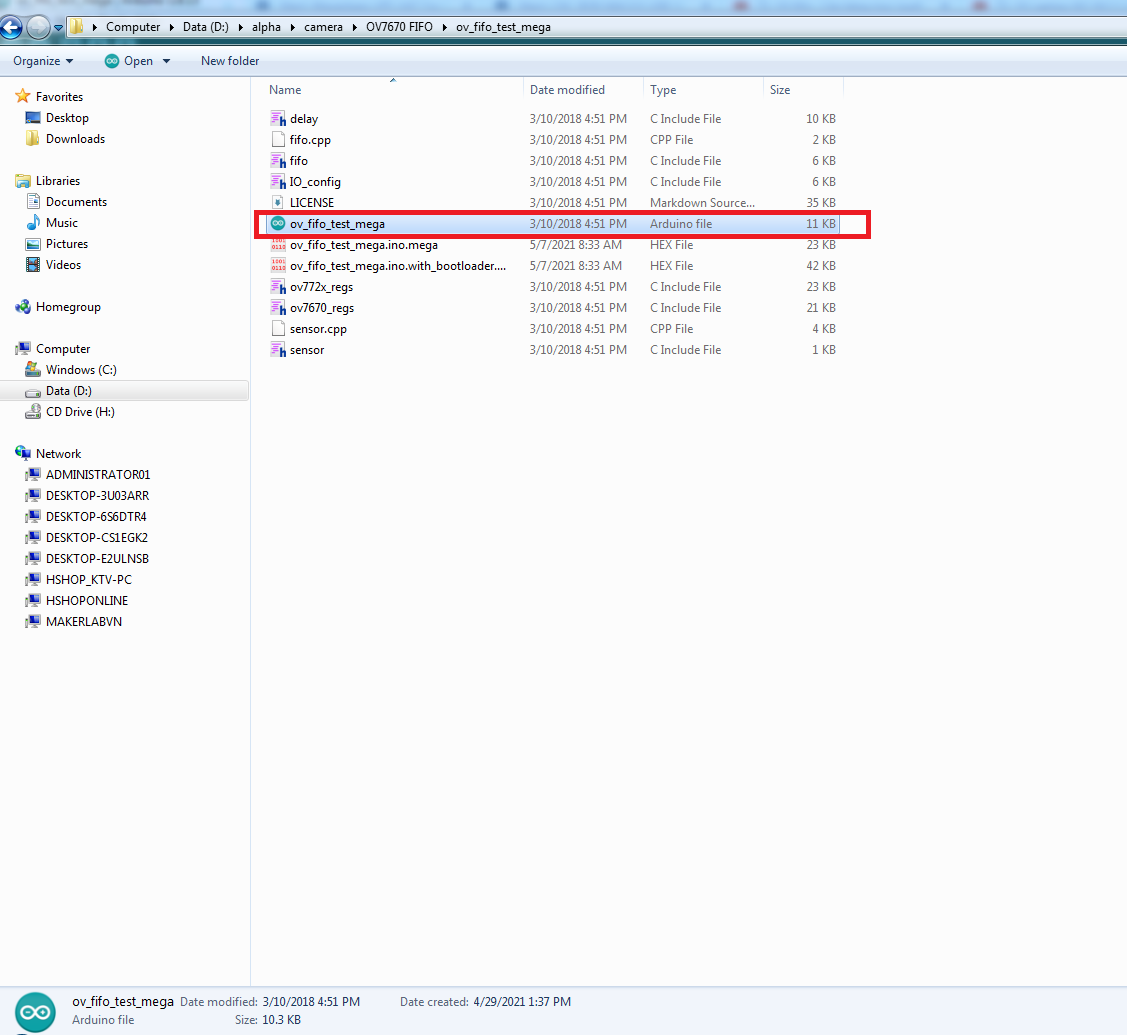 Computer Data (D:) alpha camera OV7670 FIFO ov_fifo_test_mega
Organize Open New folder
Favorites
Desktop
Downloads
Libraries
Documents
Music
Pictures
Videos
Homegroup
Computer
Windows (C:)
Data (D:)
CD Drive (H:)
Network
ADMINISTRATOR01
DESKTOP-3U03ARR
DESKTOP-6S6DTR4
DESKTOP-CS1EGK2
DESKTOP-E2ULNSB
HSHOP_KTV-PC
HSHOPONLINE
MAKERLABVN
Name Date modified Type Size
delay 3/10/2018 4:51 PM C Include File 10 KB
fifo.cpp 3/10/2018 4:51 PM CPP File 2 KB
fifo 3/10/2018 4:51 PM C Include File 6 KB
IO_config 3/10/2018 4:51 PM C Include File 6 KB
LICENSE 3/10/2018 4:51 PM Markdown Source... 35 KB
ov_fifo_test_mega 3/10/2018 4:51 PM Arduino file 11 KB
ov_fifo_test_mega.ino.mega 5/7/2021 8:33 AM HEX File 23 KB
ov_fifo_test_mega.ino.with_bootloader.... 5/7/2021 8:33 AM HEX File 42 KB
ov772x_regs 3/10/2018 4:51 PM C Include File 23 KB
ov7670_regs 3/10/2018 4:51 PM C Include File 21 KB
sensor.cpp 3/10/2018 4:51 PM CPP File 4 KB
sensor 3/10/2018 4:51 PM C Include File 1 KB
ov_fifo_test_mega Date modified: 3/10/2018 4:51 PM Date created: 4/29/2021 1:37 PM
Arduino file Size: 10.3 KB